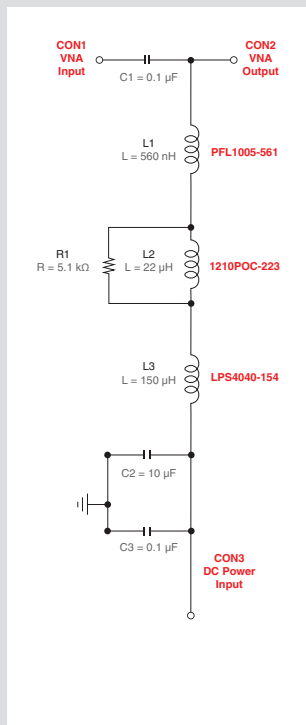 CON1
VNA
Input
CON2
VNA
Output
C1 = 0.1 µF
L1
L = 560 nH
PFL1005-561
R1
R = 5.1 kΩ
L2
L = 22 µH
1210POC-223
L3
L = 150 µH
LPS4040-154
C2 = 10 µF
C3 = 0.1 µF
CON3
DC Power
Input